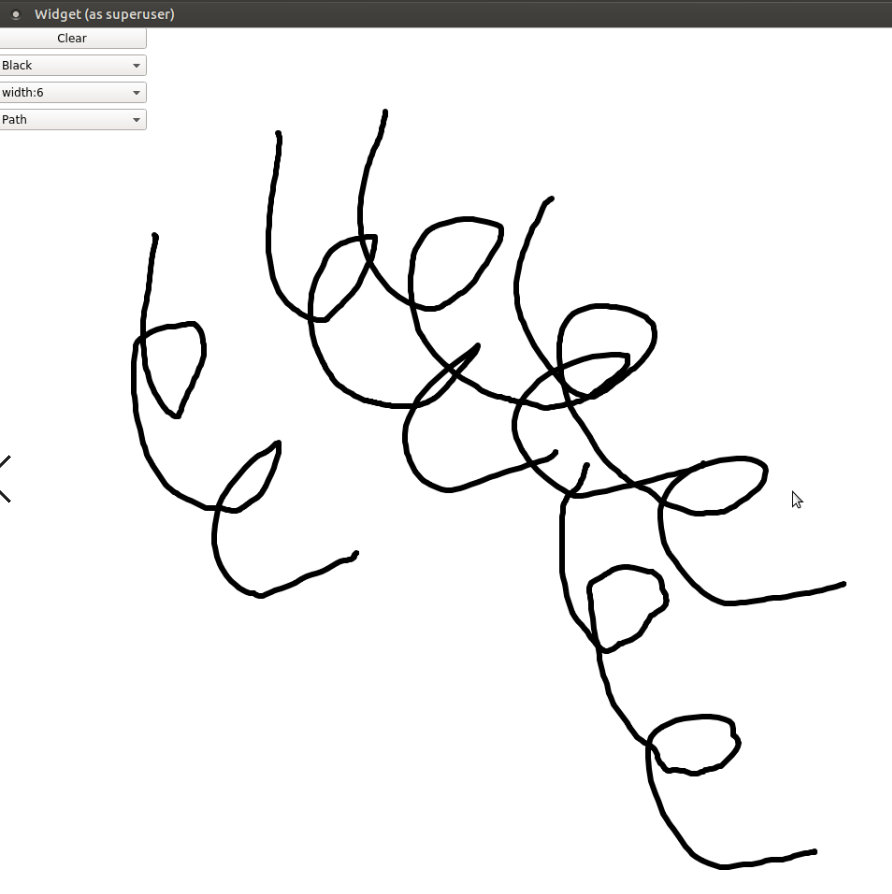 Widget (as superuser)
Clear
Black
width:6
Path